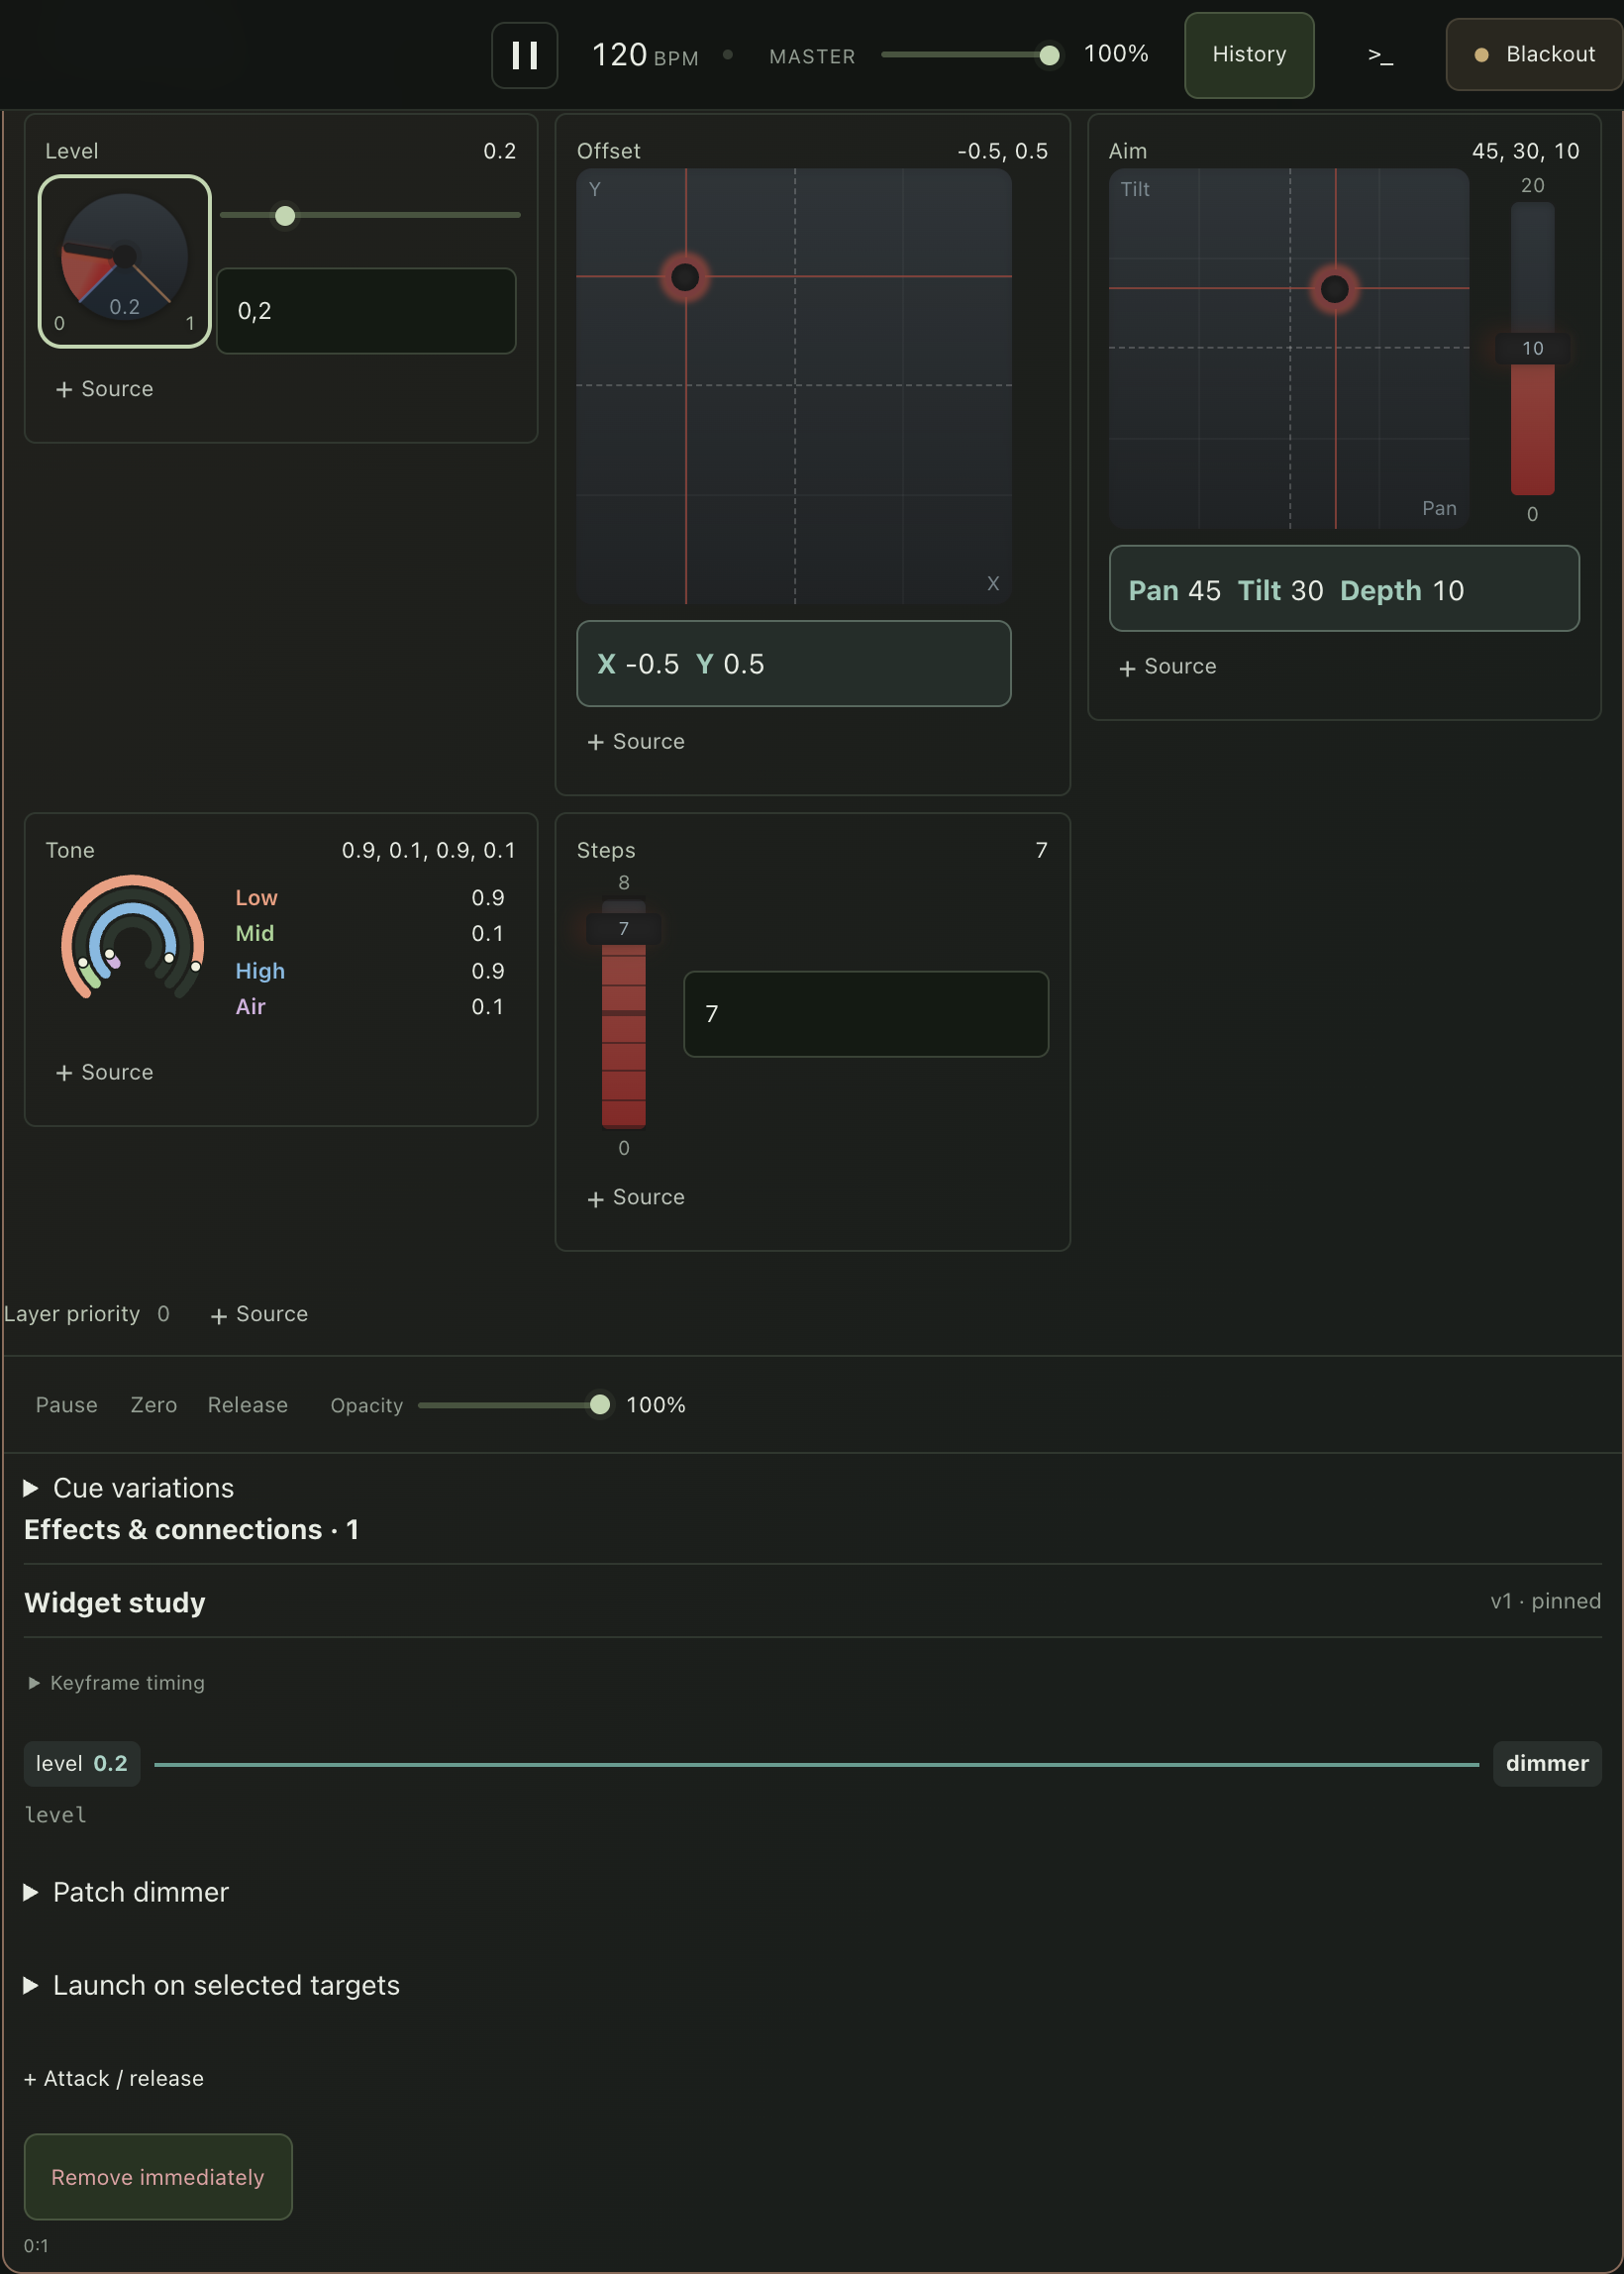 120 BPM MASTER 100% History >_ Blackout
Level 0.2
0.2
0 1
0,2
+ Source
Offset -0.5, 0.5
Y
X
X -0.5 Y 0.5
+ Source
Aim 45, 30, 10
Tilt
Pan
20
10
0
Pan 45 Tilt 30 Depth 10
+ Source
Tone 0.9, 0.1, 0.9, 0.1
Low 0.9
Mid 0.1
High 0.9
Air 0.1
+ Source
Steps 7
8
7
0
7
+ Source
Layer priority 0 + Source
Pause Zero Release Opacity 100%
Cue variations
Effects & connections · 1
Widget study v1 · pinned
Keyframe timing
level 0.2 dimmer
level
Patch dimmer
Launch on selected targets
+ Attack / release
Remove immediately
0:1